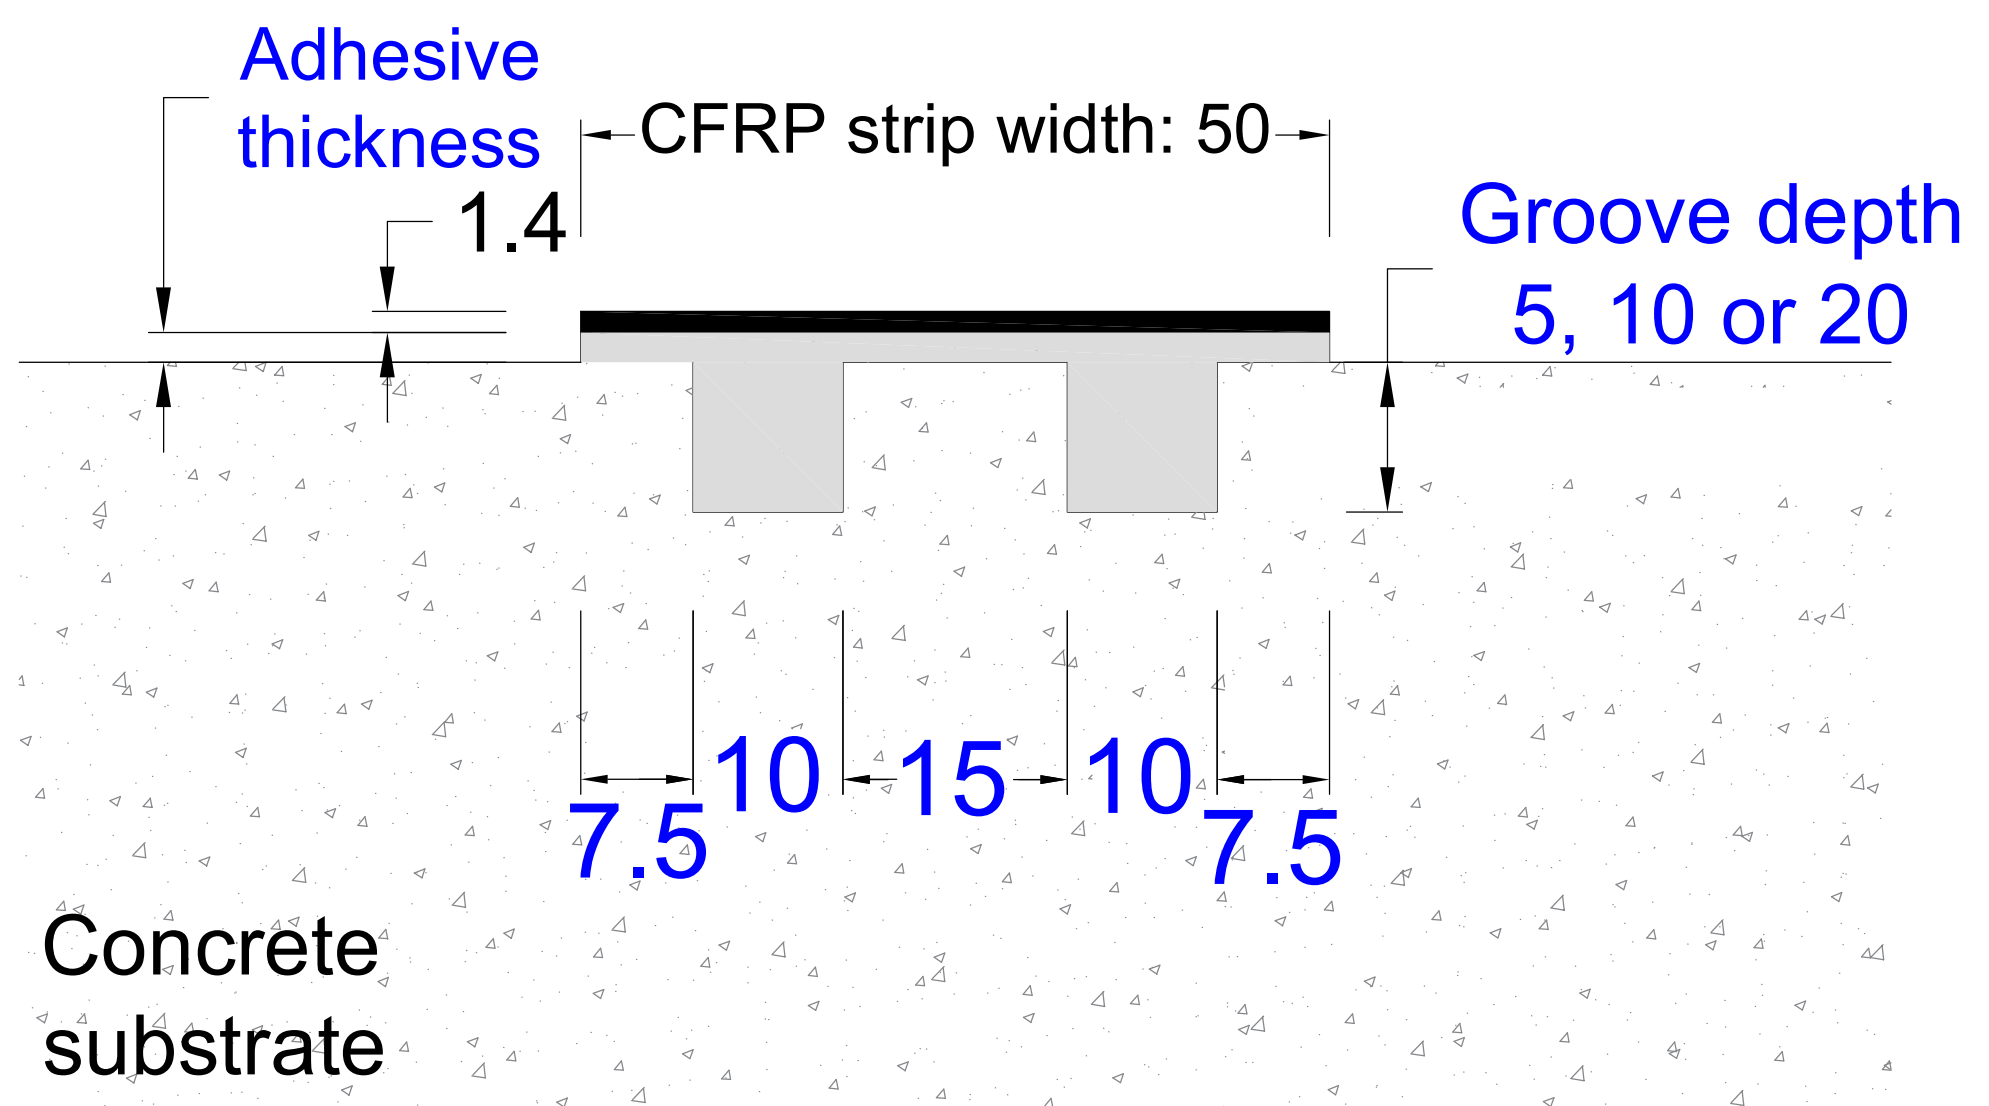 Adhesive
thickness
1.4
CFRP strip width: 50
Groove depth
5, 10 or 20
10 15 10
7.5 7.5
Concrete
substrate